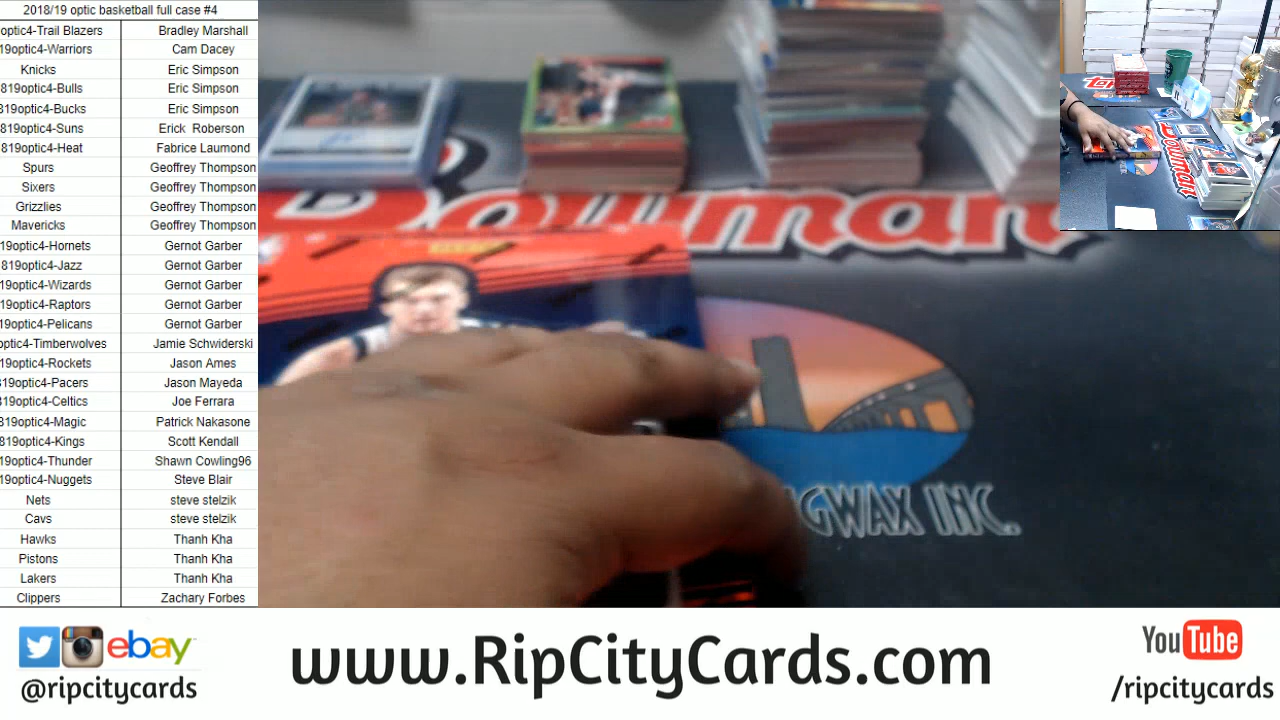 2018/19 optic basketball full case #4
optic4-Trail Blazers Bradley Marshall
19optic4-Warriors Cam Dacey
Knicks Eric Simpson
819optic4-Bulls Eric Simpson
819optic4-Bucks Eric Simpson
819optic4-Suns Erick Roberson
819optic4-Heat Fabrice Laumond
Spurs Geoffrey Thompson
Sixers Geoffrey Thompson
Grizzlies Geoffrey Thompson
Mavericks Geoffrey Thompson
19optic4-Hornets Gernot Garber
819optic4-Jazz Gernot Garber
19optic4-Wizards Gernot Garber
19optic4-Raptors Gernot Garber
19optic4-Pelicans Gernot Garber
optic4-Timberwolves Jamie Schwiderski
19optic4-Rockets Jason Ames
819optic4-Pacers Jason Mayeda
819optic4-Celtics Joe Ferrara
819optic4-Magic Patrick Nakasone
819optic4-Kings Scott Kendall
19optic4-Thunder Shawn Cowling96
19optic4-Nuggets Steve Blair
Nets steve stelzik
Cavs steve stelzik
Hawks Thanh Kha
Pistons Thanh Kha
Lakers Thanh Kha
Clippers Zachary Forbes
Bowman
GWAX INC.
Bowman
ebay
@ripcitycards
www.RipCityCards.com
YouTube
/ripcitycards